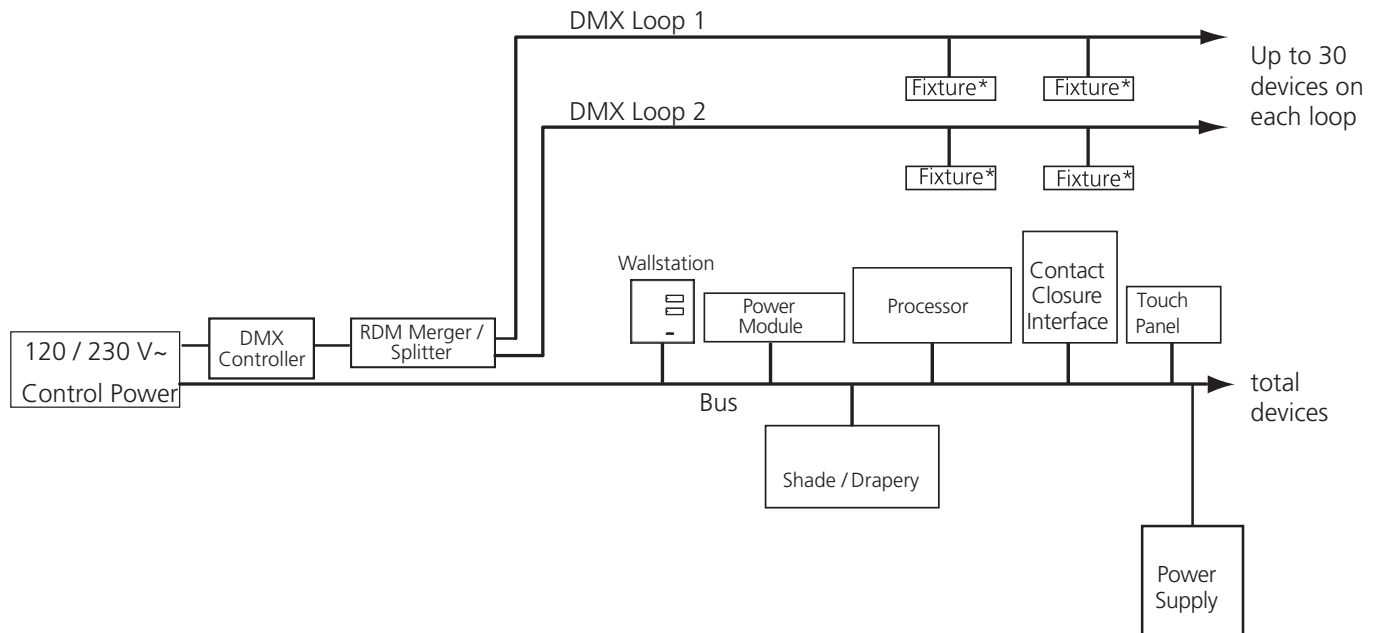 DMX Loop 1
Up to 30
devices on
each loop
Fixture*
Fixture*
DMX Loop 2
Fixture*
Fixture*
Wallstation
Power
Module
Processor
Contact
Closure
Interface
Touch
Panel
120 / 230 V~
Control Power
DMX
Controller
RDM Merger /
Splitter
Bus
total
devices
Shade / Drapery
Power
Supply